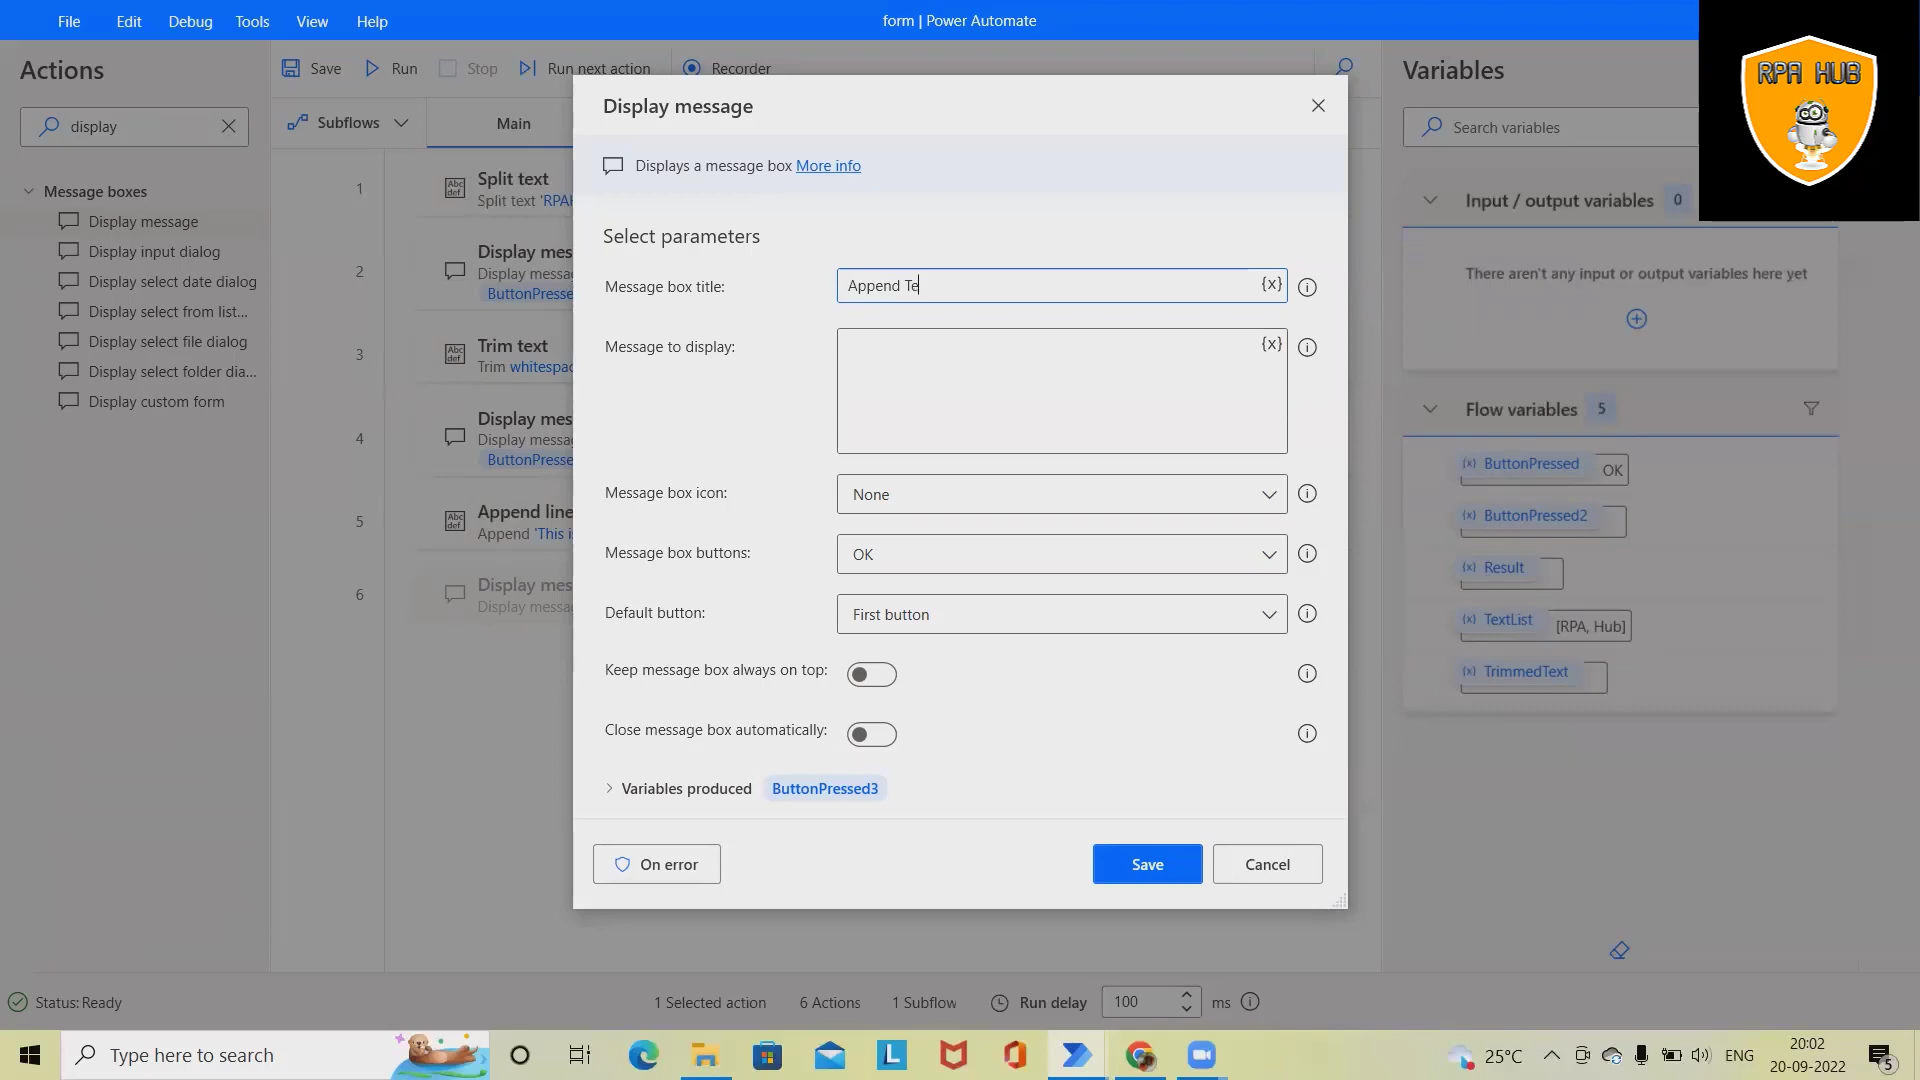 File Edit Debug Tools View Help form | Power Automate
RPA HUB
Actions
Save Run Stop Run next action Recorder
Variables
display
Subflows Main
Search variables
Message boxes
Display message
Display input dialog
Display select date dialog
Display select from list...
Display select file dialog
Display select folder dia...
Display custom form
1 Split text
Split text 'RPA
2 Display mes
Display messa
ButtonPresse
3 Trim text
Trim whitespac
4 Display mes
Display messa
ButtonPresse
5 Append line
Append 'This i
6 Display mes
Display messa
Display message
Displays a message box More info
Select parameters
Message box title: Append Te {x}
Message to display: {x}
Message box icon: None
Message box buttons: OK
Default button: First button
Keep message box always on top:
Close message box automatically:
Variables produced ButtonPressed3
On error Save Cancel
Input / output variables 0
There aren't any input or output variables here yet
Flow variables 5
{x} ButtonPressed OK
{x} ButtonPressed2
{x} Result
{x} TextList [RPA, Hub]
{x} TrimmedText
Status: Ready 1 Selected action 6 Actions 1 Subflow Run delay 100 ms
Type here to search
25°C ENG 20:02
20-09-2022
5